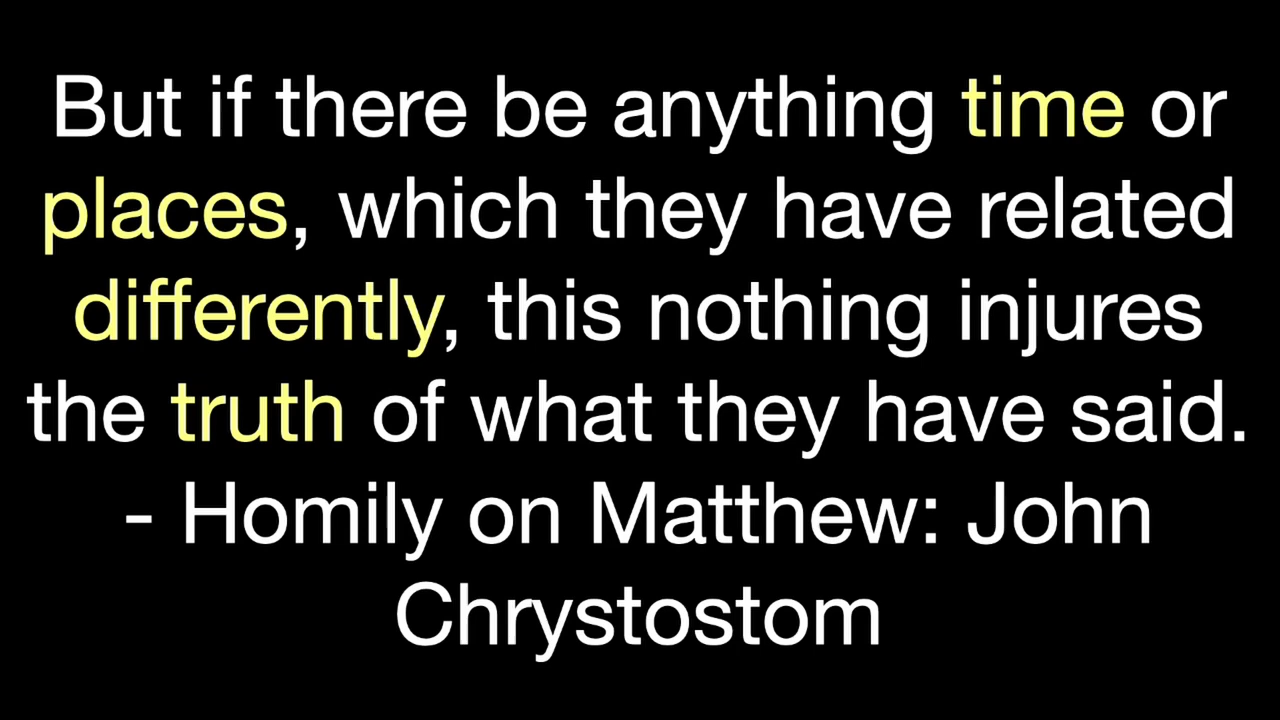 But if there be anything time or
places, which they have related
differently, this nothing injures
the truth of what they have said.
- Homily on Matthew: John
Chrystostom